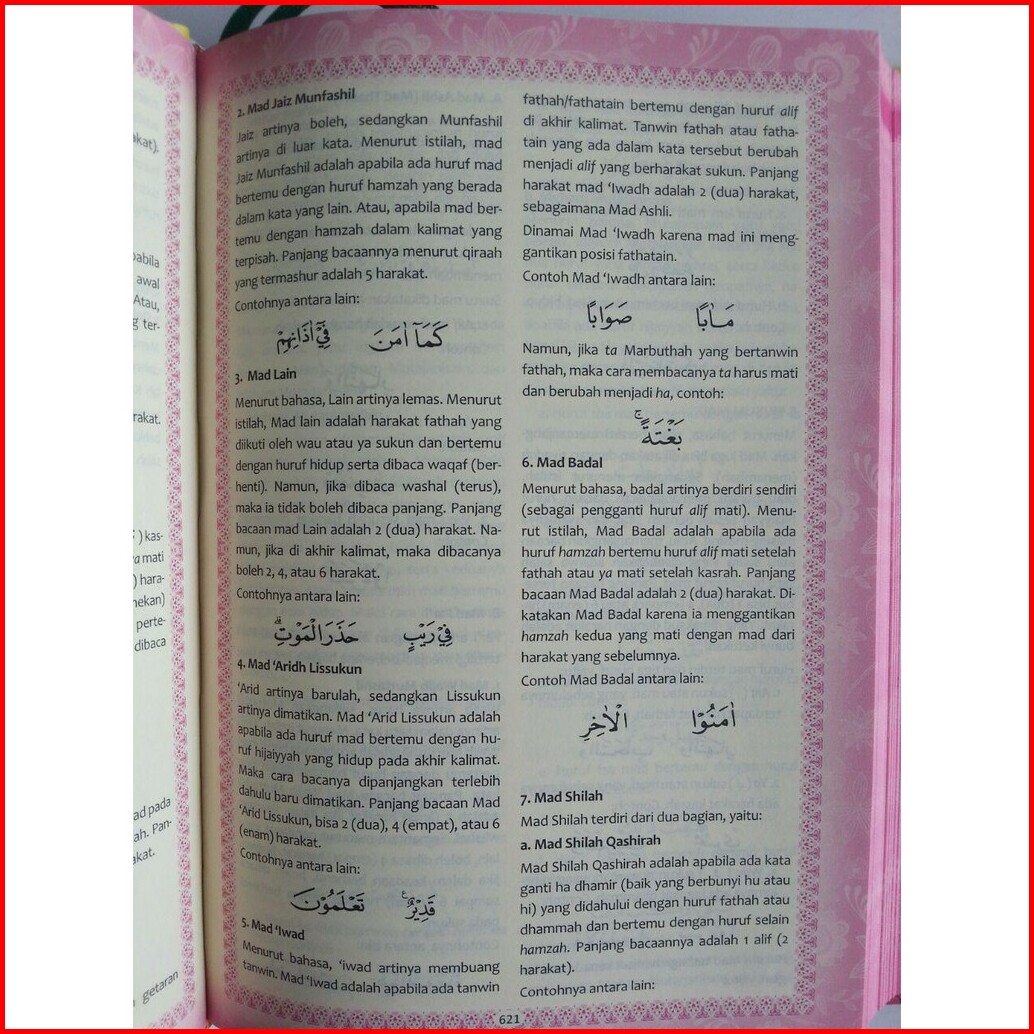 akat).
pabila
awal
Atau,
g ter-
rakat.
) kas-
ya mati
) hara-
nekan)
perte-
dibaca
ad pada
ah. Pan-
akat.
getaran
2. Mad Jaiz Munfashil
Jaiz artinya boleh, sedangkan Munfashil
artinya di luar kata. Menurut istilah, mad
Jaiz Munfashil adalah apabila ada huruf mad
bertemu dengan huruf hamzah yang berada
dalam kata yang lain. Atau, apabila mad ber-
temu dengan hamzah dalam kalimat yang
terpisah. Panjang bacaannya menurut qiraah
yang termashur adalah 5 harakat.
Contohnya antara lain:
كَمَآ اٰمَنَ فِيْٓ اٰذَانِهِمْ
3. Mad Lain
Menurut bahasa, Lain artinya lemas. Menurut
istilah, Mad lain adalah harakat fathah yang
diikuti oleh wau atau ya sukun dan bertemu
dengan huruf hidup serta dibaca waqaf (ber-
henti). Namun, jika dibaca washal (terus),
maka ia tidak boleh dibaca panjang. Panjang
bacaan mad Lain adalah 2 (dua) harakat. Na-
mun, jika di akhir kalimat, maka dibacanya
boleh 2, 4, atau 6 harakat.
Contohnya antara lain:
فِيْ رَيْبٍ حَذَرَ الْمَوْتِۗ
4. Mad ‘Aridh Lissukun
‘Arid artinya barulah, sedangkan Lissukun
artinya dimatikan. Mad ‘Arid Lissukun adalah
apabila ada huruf mad bertemu dengan hu-
ruf hijaiyyah yang hidup pada akhir kalimat.
Maka cara bacanya dipanjangkan terlebih
dahulu baru dimatikan. Panjang bacaan Mad
‘Arid Lissukun, bisa 2 (dua), 4 (empat), atau 6
(enam) harakat.
Contohnya antara lain:
قَدِيْرٌ تَعْلَمُوْنَ
5. Mad ‘Iwad
Menurut bahasa, ‘iwad artinya membuang
tanwin. Mad ‘Iwad adalah apabila ada tanwin
fathah/fathatain bertemu dengan huruf alif
di akhir kalimat. Tanwin fathah atau fatha-
tain yang ada dalam kata tersebut berubah
menjadi alif yang berharakat sukun. Panjang
harakat mad ‘Iwadh adalah 2 (dua) harakat,
sebagaimana Mad Ashli.
Dinamai Mad ‘Iwadh karena mad ini meng-
gantikan posisi fathatain.
Contoh Mad ‘Iwadh antara lain:
مَاٰبًا صَوَابًا
Namun, jika ta Marbuthah yang bertanwin
fathah, maka cara membacanya ta harus mati
dan berubah menjadi ha, contoh:
بَغْتَةً ۚ
6. Mad Badal
Menurut bahasa, badal artinya berdiri sendiri
(sebagai pengganti huruf alif mati). Menu-
rut istilah, Mad Badal adalah apabila ada
huruf hamzah bertemu huruf alif mati setelah
fathah atau ya mati setelah kasrah. Panjang
bacaan Mad Badal adalah 2 (dua) harakat. Di-
katakan Mad Badal karena ia menggantikan
hamzah kedua yang mati dengan mad dari
harakat yang sebelumnya.
Contoh Mad Badal antara lain:
اٰمَنُوْا الْاٰخِرِ
7. Mad Shilah
Mad Shilah terdiri dari dua bagian, yaitu:
a. Mad Shilah Qashirah
Mad Shilah Qashirah adalah apabila ada kata
ganti ha dhamir (baik yang berbunyi hu atau
hi) yang didahului dengan huruf fathah atau
dhammah dan bertemu dengan huruf selain
hamzah. Panjang bacaannya adalah 1 alif (2
harakat).
Contohnya antara lain:
621